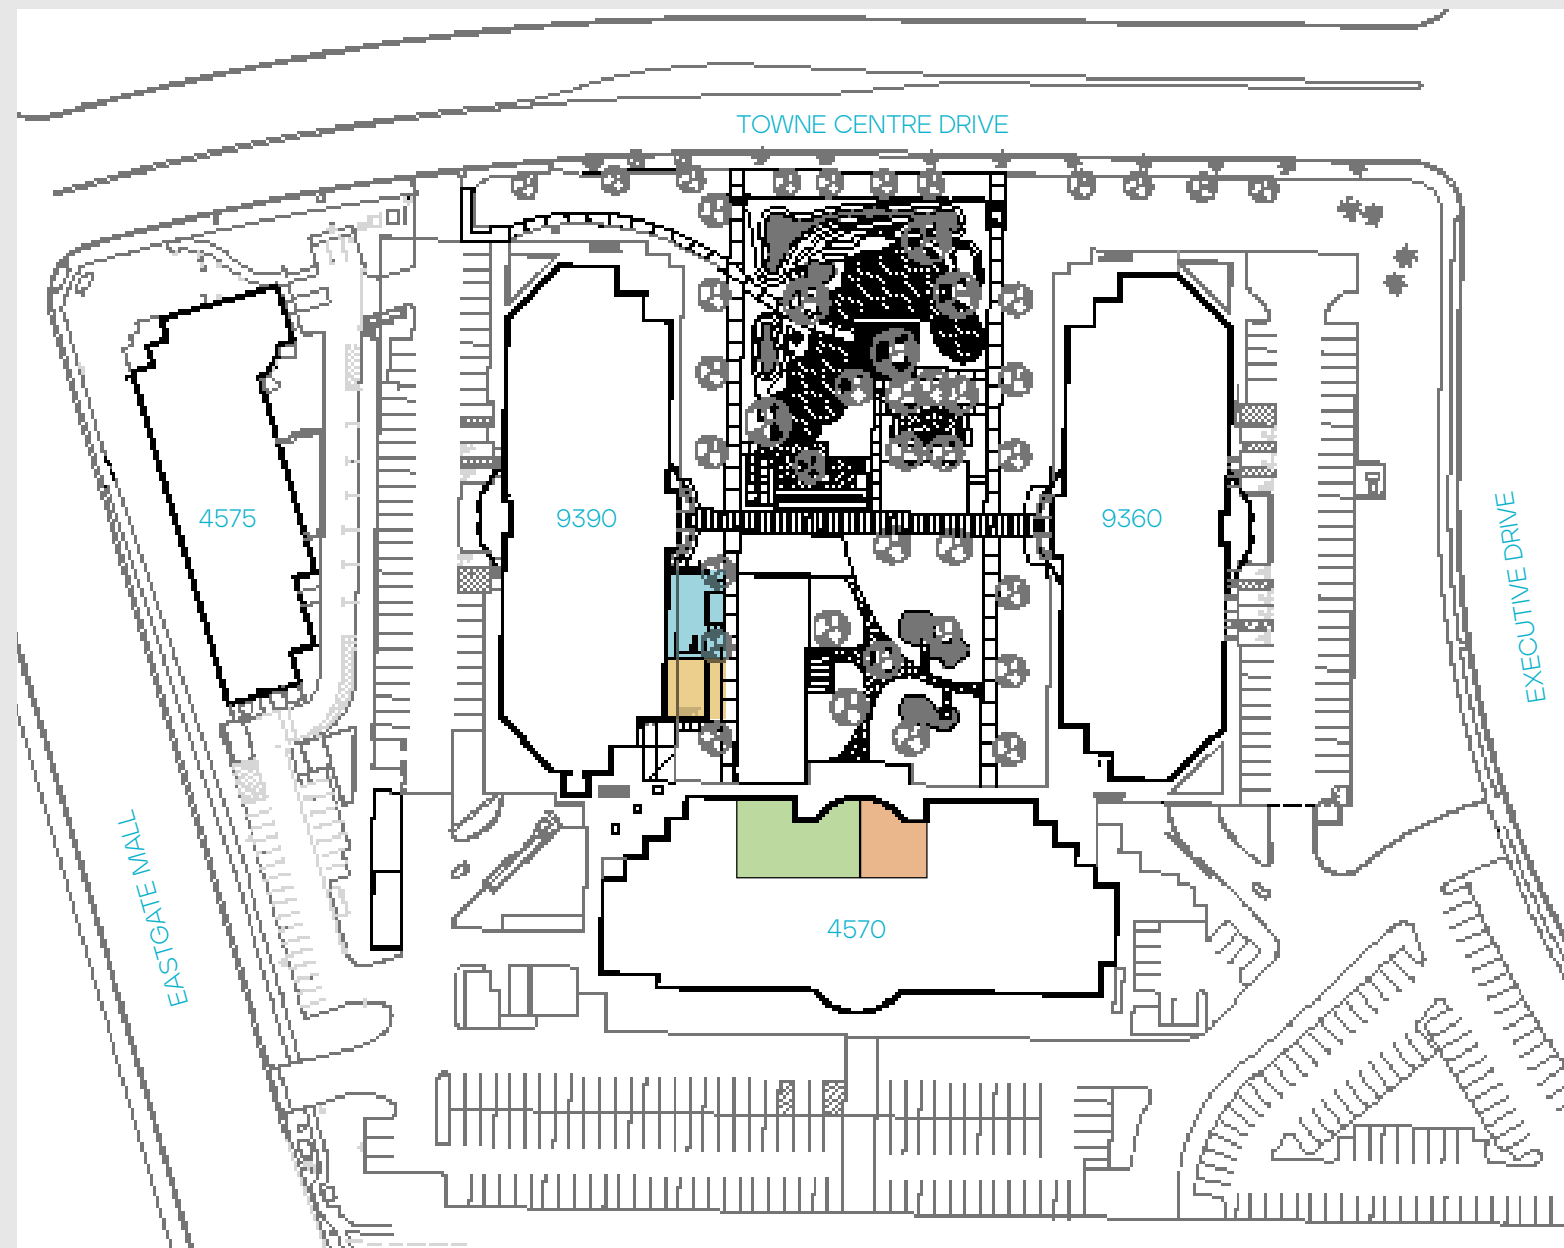 TOWNE CENTRE DRIVE
4575
9390
9360
EXECUTIVE DRIVE
EASTGATE MALL
4570